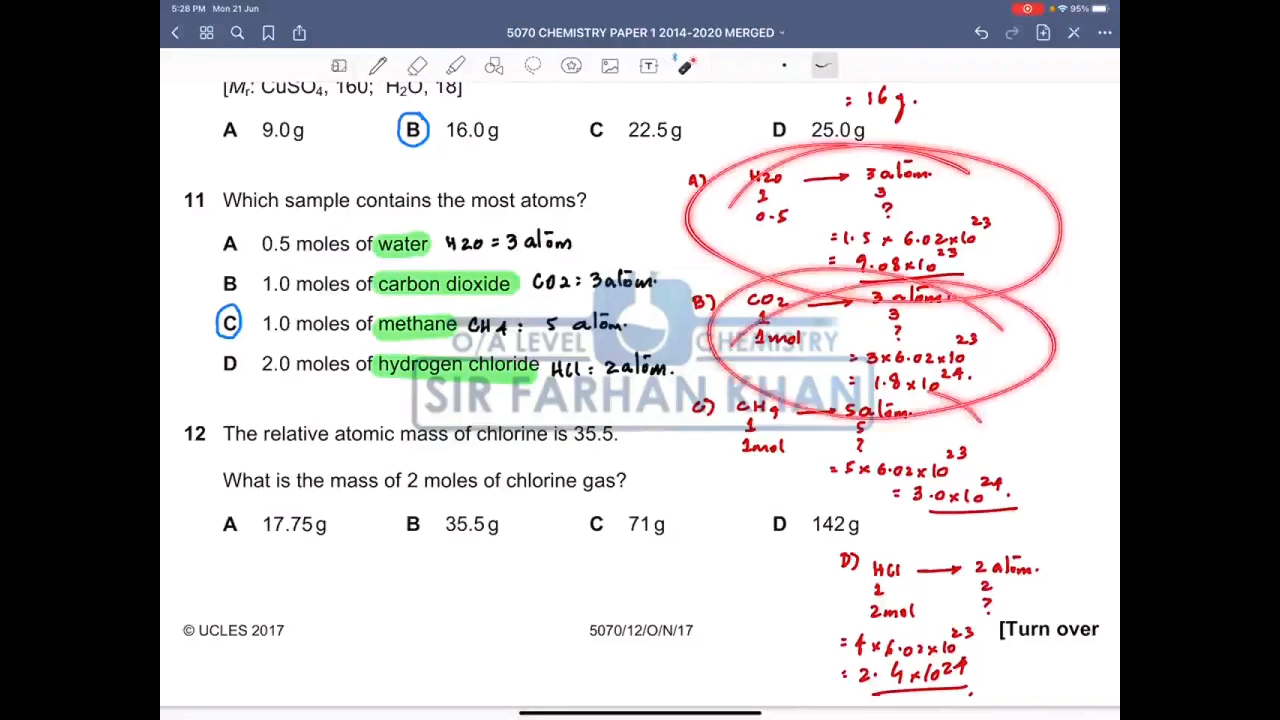 5:28 PM Mon 21 Jun
95%
5070 CHEMISTRY PAPER 1 2014-2020 MERGED
[Mr: CuSO4, 160; H2O, 18]
= 16 g.
A 9.0 g B 16.0 g C 22.5 g D 25.0 g
11 Which sample contains the most atoms?
A 0.5 moles of water H2O = 3 atom
B 1.0 moles of carbon dioxide CO2 : 3 atom.
C 1.0 moles of methane CH4 : 5 atom.
D 2.0 moles of hydrogen chloride HCl : 2 atom.
A) H2O → 3 atom.
1 3
0.5 ?
= 1.5 × 6.02×10^23
= 9.08×10^23
B) CO2 → 3 atom.
1 3
1mol ?
= 3×6.02×10^23
= 1.8×10^24.
C) CH4 → 5 atom.
1 5
1mol ?
= 5×6.02×10^23
= 3.0×10^24.
O/A LEVEL CHEMISTRY
SIR FARHAN KHAN
12 The relative atomic mass of chlorine is 35.5.
What is the mass of 2 moles of chlorine gas?
A 17.75 g B 35.5 g C 71 g D 142 g
D) HCl → 2 atom.
1 2
2mol ?
= 4×6.02×10^23
= 2.4×10^24
© UCLES 2017 5070/12/O/N/17 [Turn over